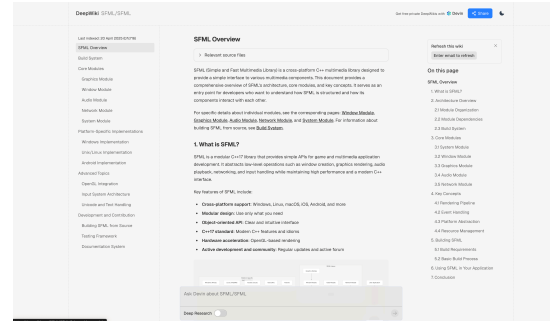 DeepWiki SFML/SFML
Get free private DeepWikis with Devin
Share
Last indexed: 20 April 2025
SFML Overview
Build System
Core Modules
Graphics Module
Window Module
Audio Module
Network Module
System Module
Platform-Specific Implementations
Windows Implementation
Unix/Linux Implementation
Android Implementation
Advanced Topics
OpenGL Integration
Input System Architecture
Unicode and Text Handling
Development and Contribution
Building SFML from Source
Testing Framework
Documentation System
SFML Overview
Relevant source files
SFML (Simple and Fast Multimedia Library) is a cross-platform C++ multimedia library designed to
provide a simple interface to various multimedia components. This document provides a
comprehensive overview of SFML's architecture, core modules, and key concepts. It serves as an
entry point for developers who want to understand how SFML is structured and how its
components interact with each other.
For specific details about individual modules, see the corresponding pages: Window Module,
Graphics Module, Audio Module, Network Module, and System Module. For information about
building SFML from source, see Build System.
1. What is SFML?
SFML is a modular C++17 library that provides simple APIs for game and multimedia application
development. It abstracts low-level operations such as window creation, graphics rendering, audio
playback, networking, and input handling while maintaining high performance and a modern C++
interface.
Key features of SFML include:
• Cross-platform support: Windows, Linux, macOS, iOS, Android, and more
• Modular design: Use only what you need
• Object-oriented API: Clean and intuitive interface
• C++17 standard: Modern C++ features and idioms
• Hardware acceleration: OpenGL-based rendering
• Active development and community: Regular updates and active forum
Ask Devin about SFML/SFML
Deep Research
Refresh this wiki
Enter email to refresh
On this page
SFML Overview
1. What is SFML?
2. Architecture Overview
2.1 Module Visualization
2.2 Module Dependencies
2.3 Build System
3. Core Modules
3.1 System Module
3.2 Window Module
3.3 Graphics Module
3.4 Audio Module
3.5 Network Module
4. Key Concepts
4.1 Rendering Pipeline
4.2 Event Handling
4.3 Platform Abstraction
4.4 Resource Management
5. Building SFML
5.1 Build Requirements
5.2 Basic Build Process
6. Using SFML in Your Application
7. Conclusion